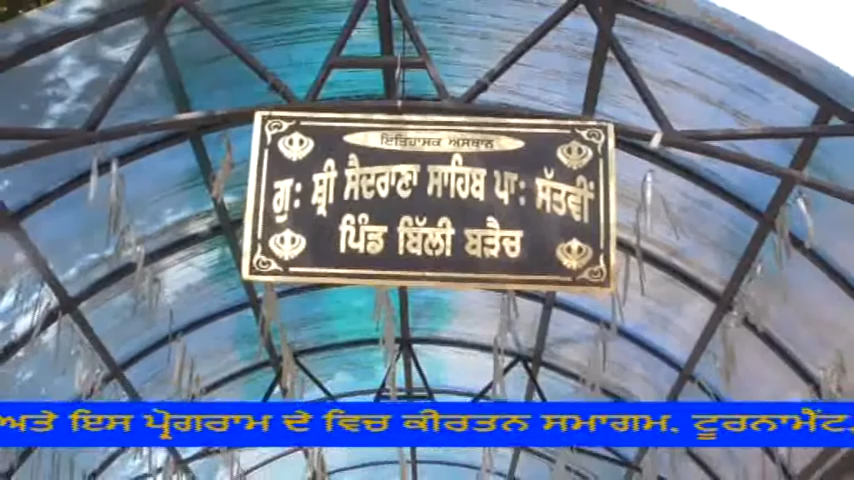 ਇਤਿਹਾਸਕ ਅਸਥਾਨ
ਗੁ: ਸ਼੍ਰੀ ਸੋਦਰਾਣਾ ਸਾਹਿਬ ਪਾ: ਸੱਤਵੀਂ
ਪਿੰਡ ਬਿੱਲੀ ਬੜੈਚ
ਅਤੇ ਇਸ ਪ੍ਰੋਗਰਾਮ ਦੇ ਵਿਚ ਕੀਰਤਨ ਸਮਾਗਮ. ਟੂਰਨਾਮੈਂਟ.